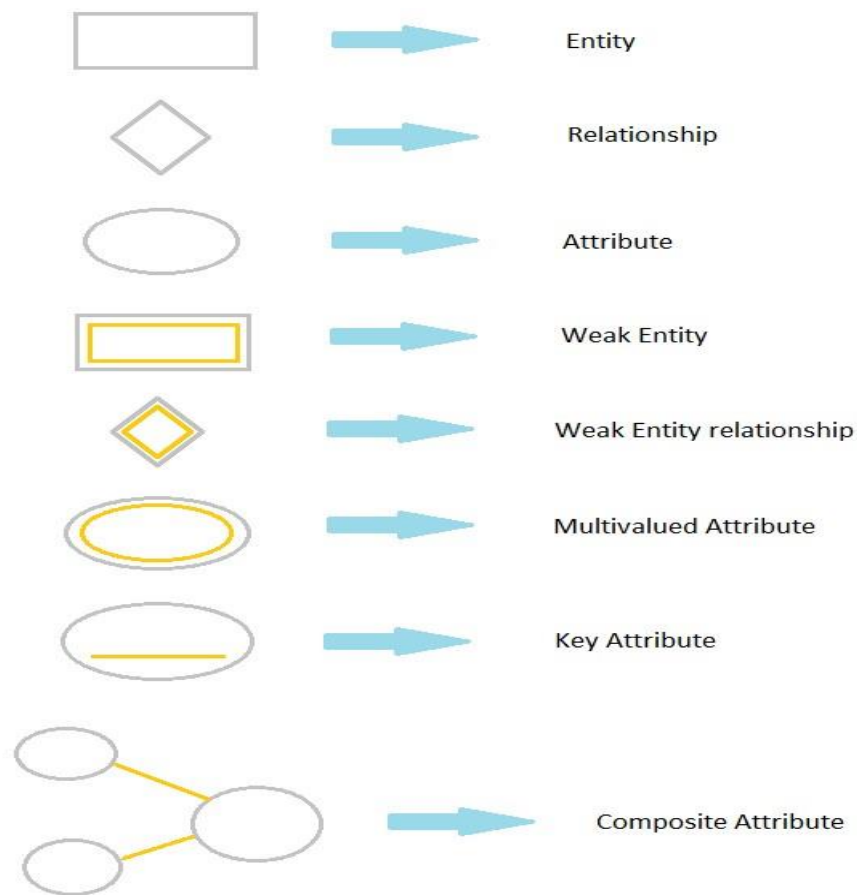 Entity
Relationship
Attribute
Weak Entity
Weak Entity relationship
Multivalued Attribute
Key Attribute
Composite Attribute